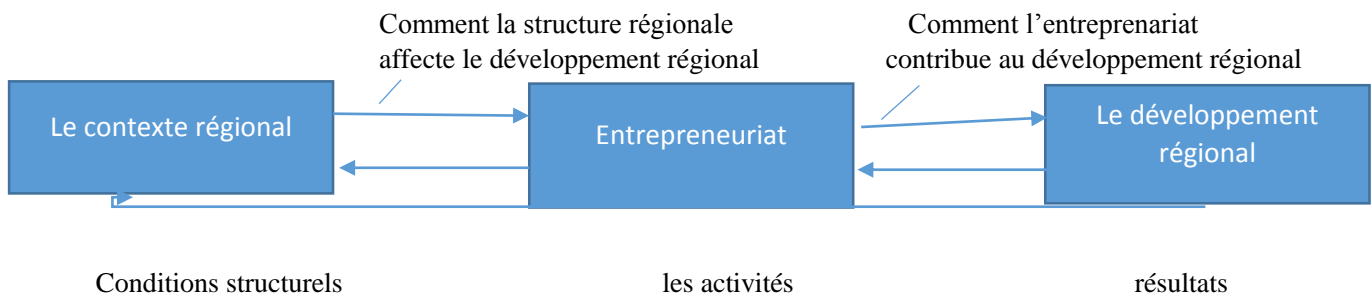 Comment la structure régionale
affecte le développement régional
Comment l’entreprenariat
contribue au développement régional
Le contexte régional
Entrepreneuriat
Le développement
régional
Conditions structurels
les activités
résultats